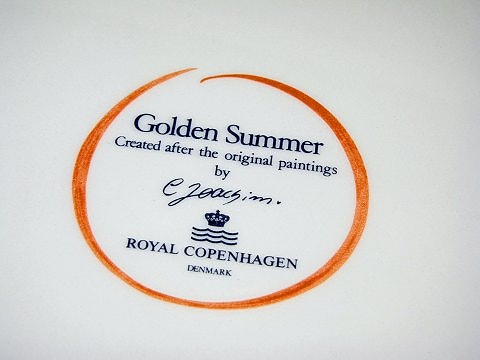 Golden Summer
Created after the original paintings
by
C Joachim.
ROYAL COPENHAGEN
DENMARK